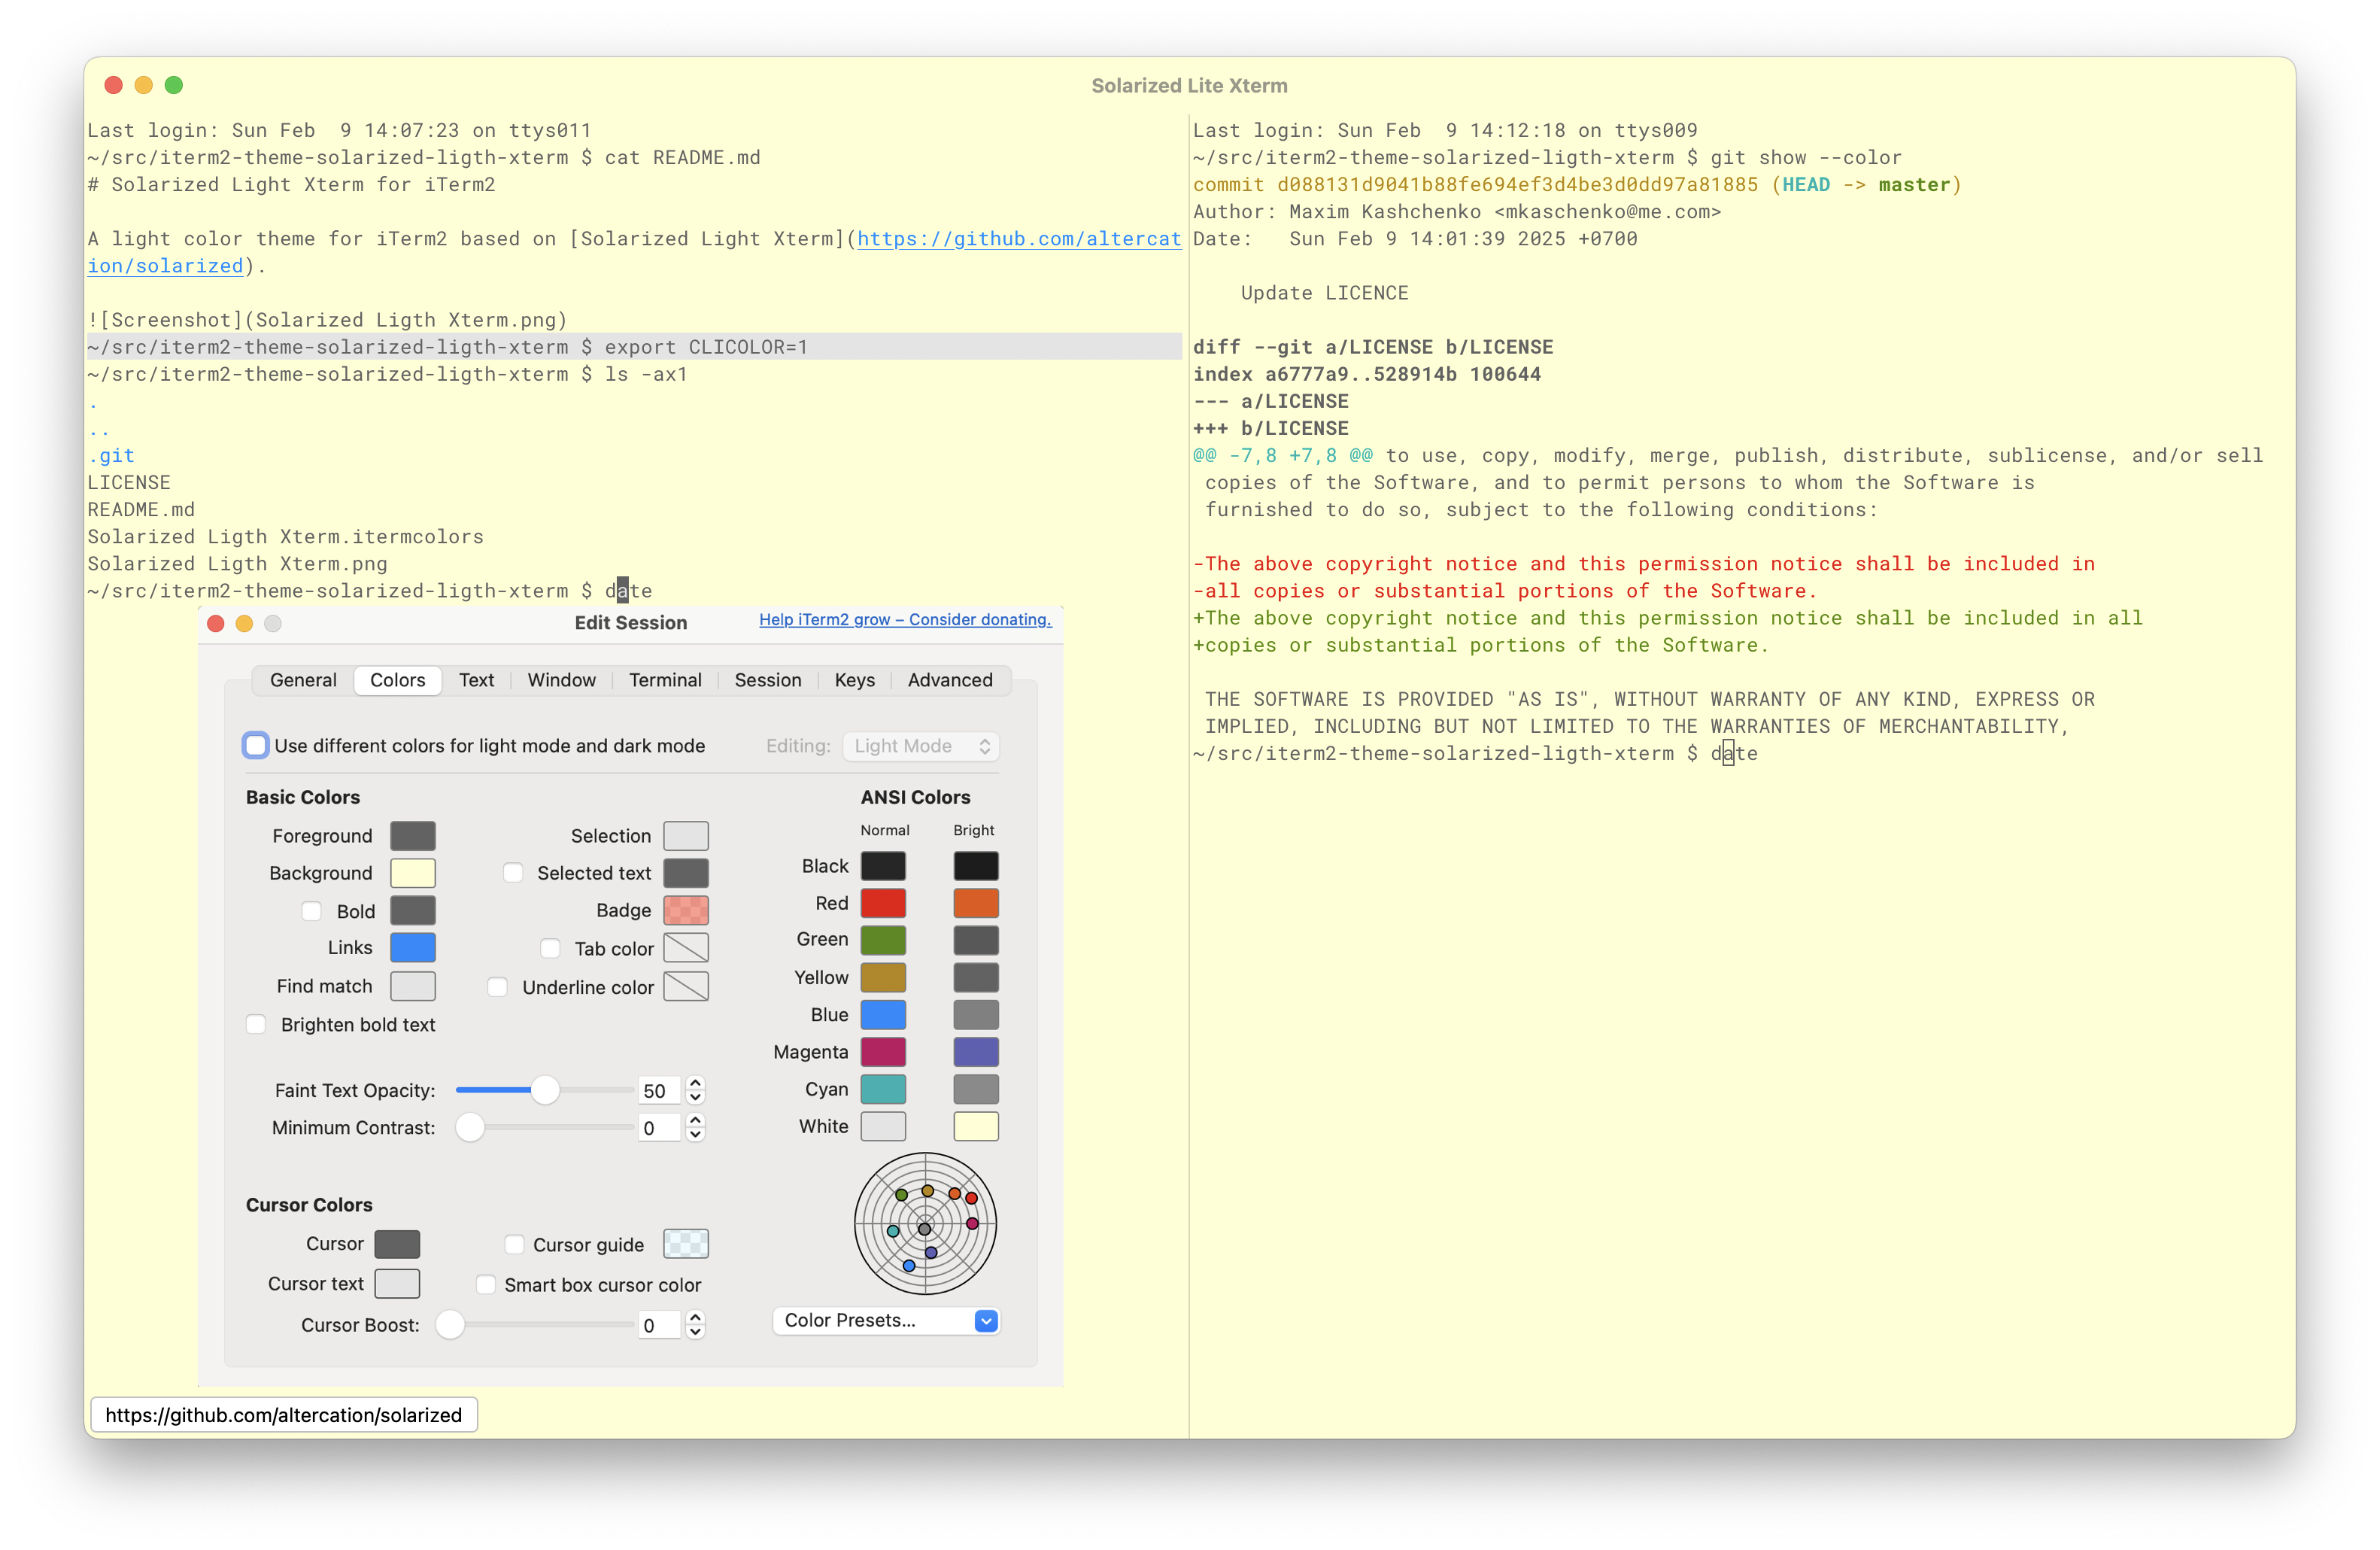 Solarized Lite Xterm
Last login: Sun Feb  9 14:07:23 on ttys011
~/src/iterm2-theme-solarized-ligth-xterm $ cat README.md
# Solarized Light Xterm for iTerm2
A light color theme for iTerm2 based on [Solarized Light Xterm](https://github.com/altercat
ion/solarized).
![Screenshot](Solarized Ligth Xterm.png)
~/src/iterm2-theme-solarized-ligth-xterm $ export CLICOLOR=1
~/src/iterm2-theme-solarized-ligth-xterm $ ls -ax1
.
..
.git
LICENSE
README.md
Solarized Ligth Xterm.itermcolors
Solarized Ligth Xterm.png
~/src/iterm2-theme-solarized-ligth-xterm $ date
Edit Session
Help iTerm2 grow – Consider donating.
General
Colors
Text
Window
Terminal
Session
Keys
Advanced
Use different colors for light mode and dark mode
Editing:
Light Mode
Basic Colors
Foreground
Background
Bold
Links
Find match
Brighten bold text
Selection
Selected text
Badge
Tab color
Underline color
Faint Text Opacity:
50
Minimum Contrast:
0
Cursor Colors
Cursor
Cursor text
Cursor guide
Smart box cursor color
Cursor Boost:
0
ANSI Colors
Normal
Bright
Black
Red
Green
Yellow
Blue
Magenta
Cyan
White
Color Presets...
https://github.com/altercation/solarized
Last login: Sun Feb  9 14:12:18 on ttys009
~/src/iterm2-theme-solarized-ligth-xterm $ git show --color
commit d088131d9041b88fe694ef3d4be3d0dd97a81885 (HEAD -> master)
Author: Maxim Kashchenko <mkaschenko@me.com>
Date:   Sun Feb 9 14:01:39 2025 +0700
    Update LICENCE
diff --git a/LICENSE b/LICENSE
index a6777a9..528914b 100644
--- a/LICENSE
+++ b/LICENSE
@@ -7,8 +7,8 @@ to use, copy, modify, merge, publish, distribute, sublicense, and/or sell
 copies of the Software, and to permit persons to whom the Software is
 furnished to do so, subject to the following conditions:
-The above copyright notice and this permission notice shall be included in
-all copies or substantial portions of the Software.
+The above copyright notice and this permission notice shall be included in all
+copies or substantial portions of the Software.
 THE SOFTWARE IS PROVIDED "AS IS", WITHOUT WARRANTY OF ANY KIND, EXPRESS OR
 IMPLIED, INCLUDING BUT NOT LIMITED TO THE WARRANTIES OF MERCHANTABILITY,
~/src/iterm2-theme-solarized-ligth-xterm $ date